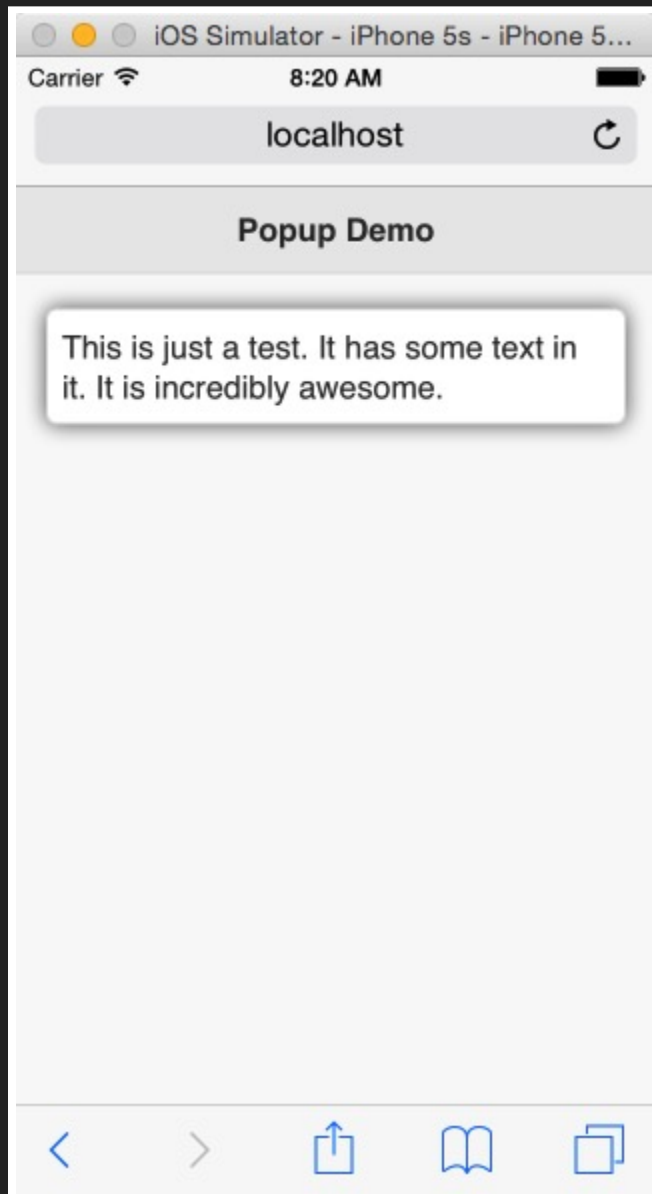 iOS Simulator - iPhone 5s - iPhone 5...
Carrier 8:20 AM
localhost
Popup Demo
This is just a test. It has some text in
it. It is incredibly awesome.